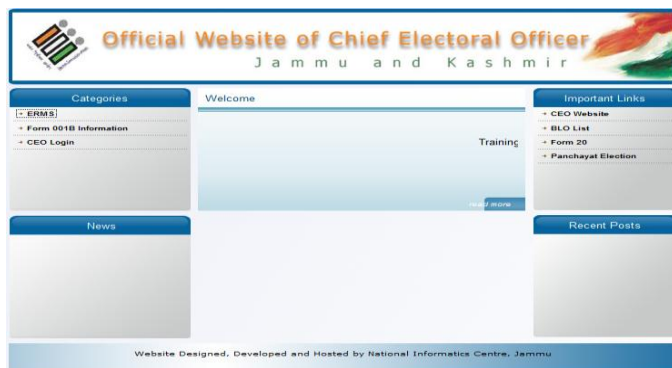 Official Website of Chief Electoral Officer
Jammu and Kashmir
Categories
ERMS
Form 001B Information
CEO Login
Welcome
Training
read more
Important Links
CEO Website
BLO List
Form 20
Panchayat Election
News
Recent Posts
Website Designed, Developed and Hosted by National Informatics Centre, Jammu